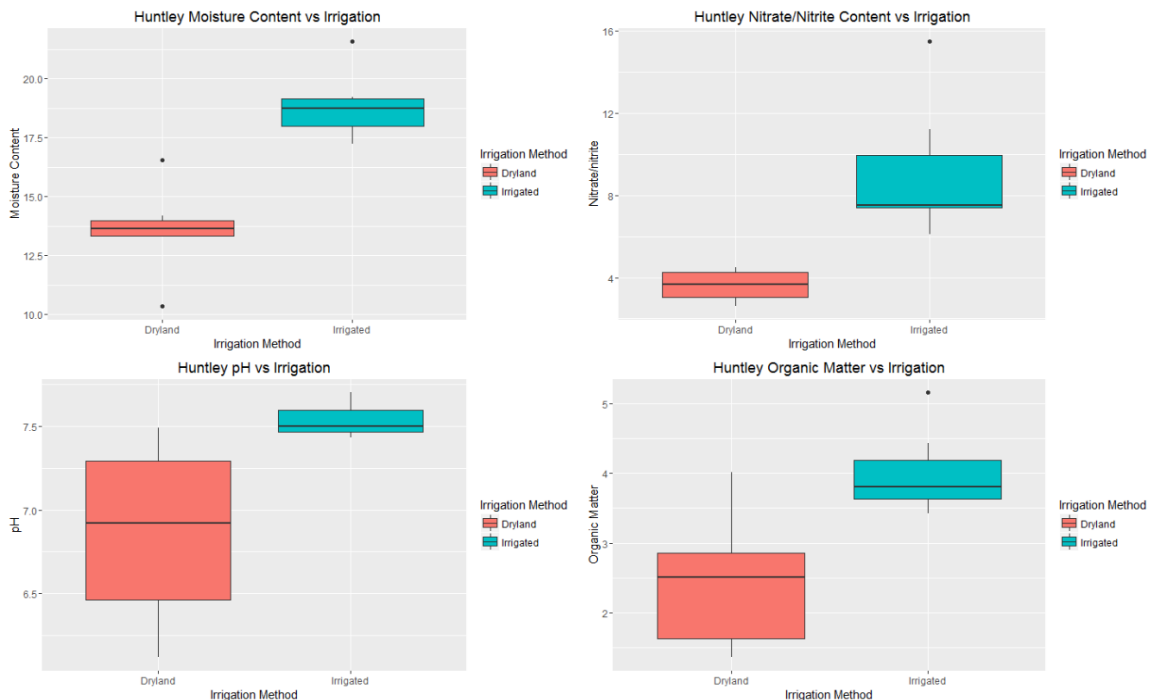 Huntley Moisture Content vs Irrigation
20.0
17.5
15.0
12.5
10.0
Moisture Content
Dryland
Irrigated
Irrigation Method
Irrigation Method
Dryland
Irrigated
Huntley Nitrate/Nitrite Content vs Irrigation
16
12
8
4
Nitrate/nitrite
Dryland
Irrigated
Irrigation Method
Irrigation Method
Dryland
Irrigated
Huntley pH vs Irrigation
7.5
7.0
6.5
pH
Dryland
Irrigated
Irrigation Method
Irrigation Method
Dryland
Irrigated
Huntley Organic Matter vs Irrigation
5
4
3
2
Organic Matter
Dryland
Irrigated
Irrigation Method
Irrigation Method
Dryland
Irrigated